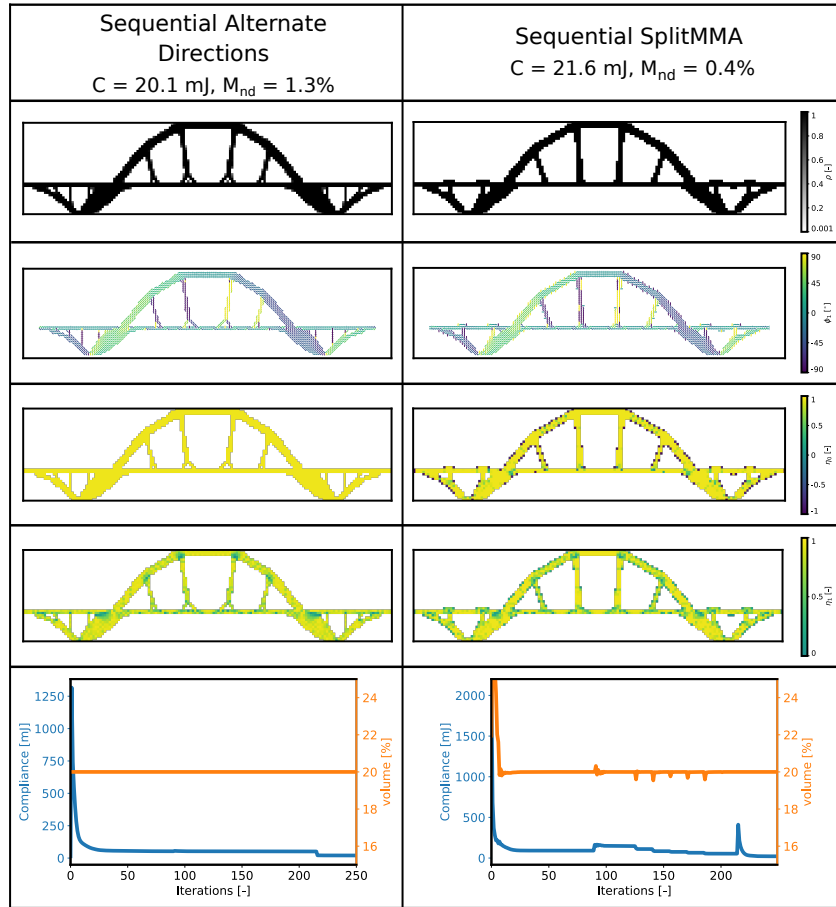 Sequential Alternate
Directions
C = 20.1 mJ, Mnd = 1.3%
Sequential SplitMMA
C = 21.6 mJ, Mnd = 0.4%
1
0.8
0.6
0.4
0.2
0.001
ρ [-]
90
45
0
-45
-90
ϕ1 [°]
1
0.5
0
-0.5
-1
η0 [-]
1
0.5
0
η1 [-]
1250
1000
750
500
250
0
Compliance [mJ]
24
22
20
18
16
volume [%]
0 50 100 150 200 250
Iterations [-]
2000
1500
1000
500
0
Compliance [mJ]
24
22
20
18
16
volume [%]
0 50 100 150 200
Iterations [-]